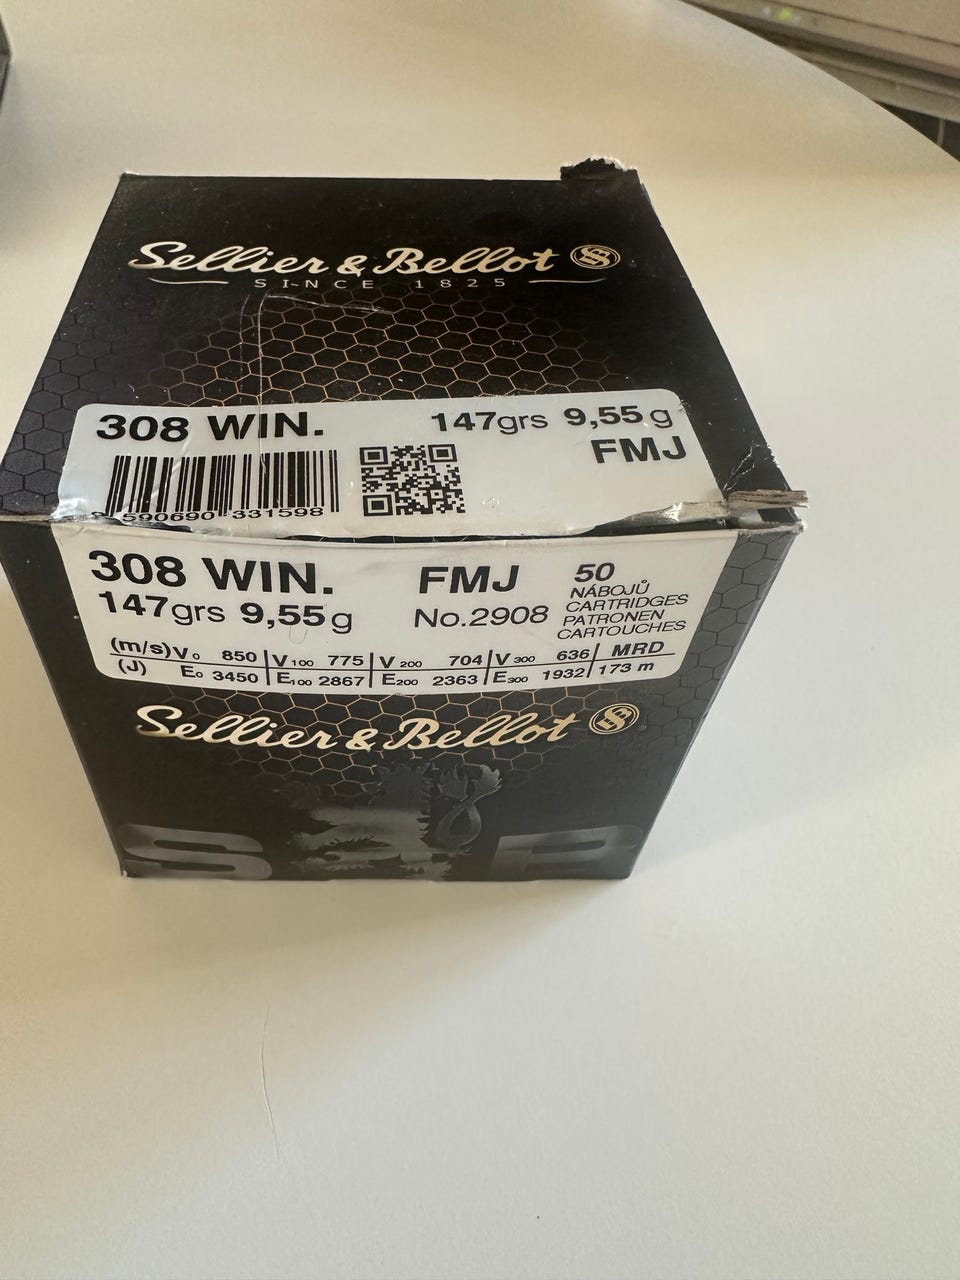 Sellier & Bellot
SINCE 1825
308 WIN. 147grs 9,55 g
FMJ
590690 331598
308 WIN. FMJ 50
147grs 9,55g No.2908 NÁBOJŮ
CARTRIDGES
PATRONEN
CARTOUCHES
(m/s) V0 850 V100 775 V200 704 V300 636 MRD
(J) E0 3450 E100 2867 E200 2363 E300 1932 173 m
Sellier & Bellot
S&B